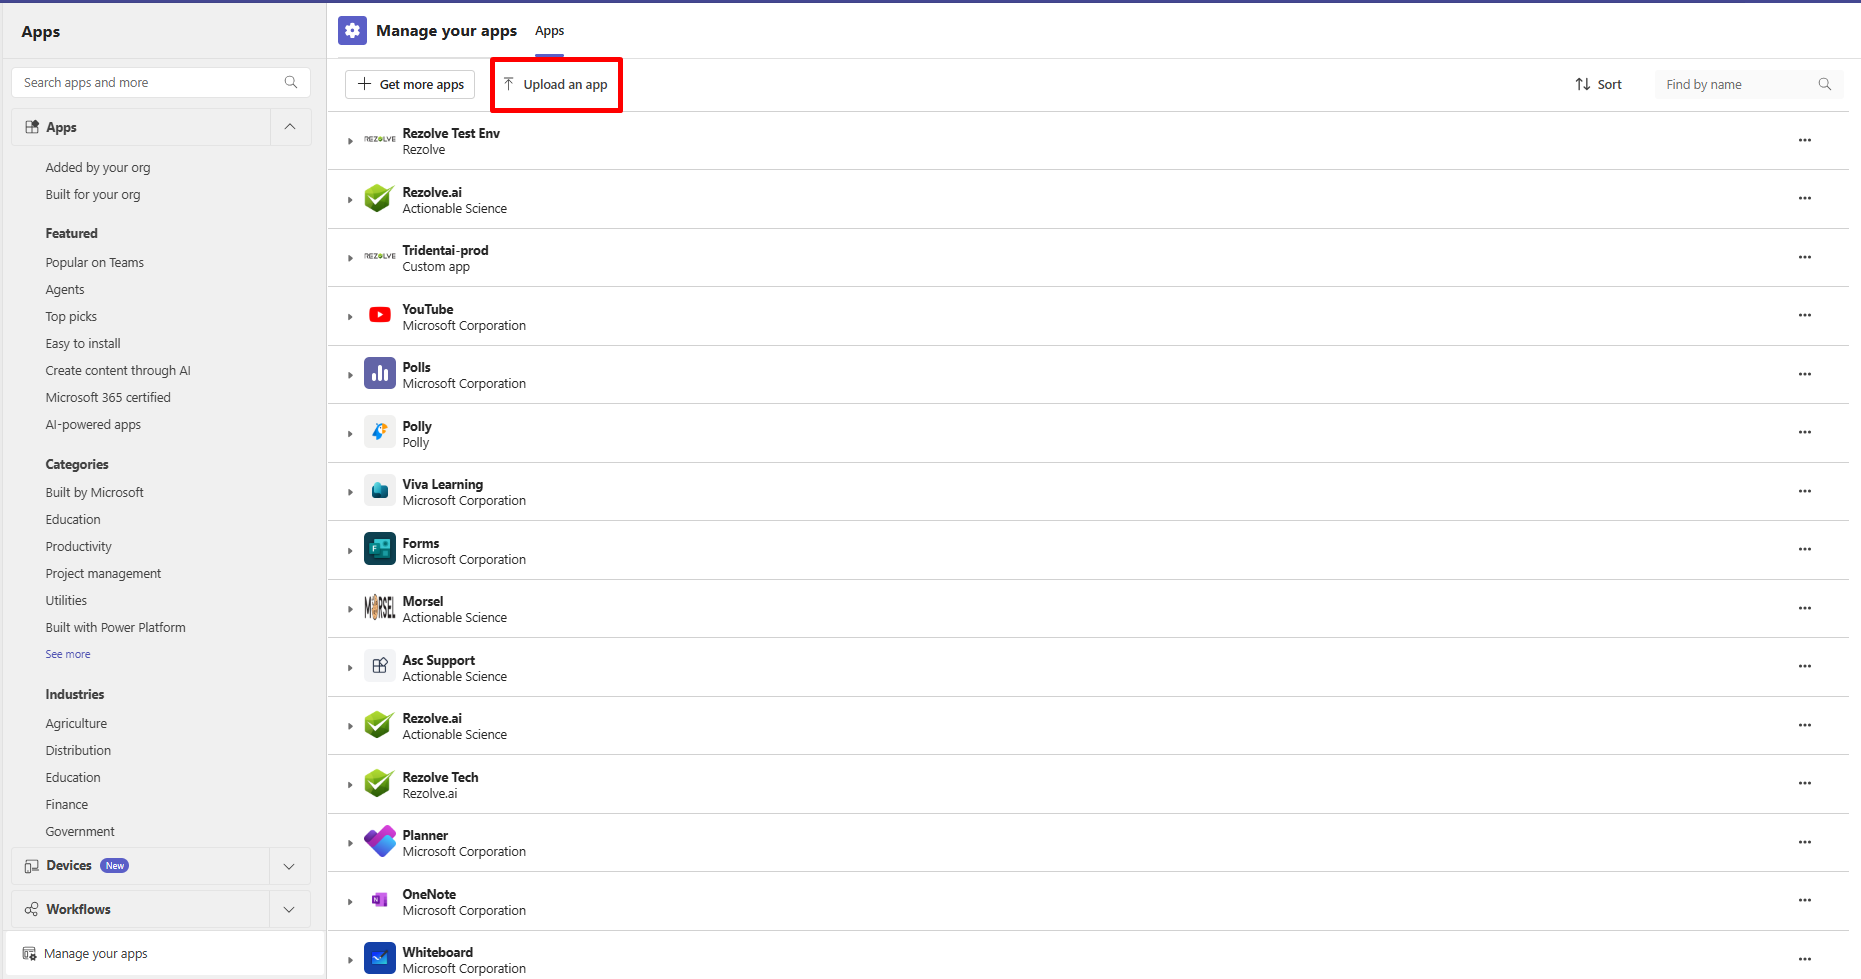 Apps
Search apps and more
Apps
Added by your org
Built for your org
Featured
Popular on Teams
Agents
Top picks
Easy to install
Create content through AI
Microsoft 365 certified
AI-powered apps
Categories
Built by Microsoft
Education
Productivity
Project management
Utilities
Built with Power Platform
See more
Industries
Agriculture
Distribution
Education
Finance
Government
Devices New
Workflows
Manage your apps
Manage your apps Apps
Get more apps Upload an app Sort Find by name
REZOLVE Rezolve Test Env
Rezolve
Rezolve.ai
Actionable Science
REZOLVE Tridentai-prod
Custom app
YouTube
Microsoft Corporation
Polls
Microsoft Corporation
Polly
Polly
Viva Learning
Microsoft Corporation
F Forms
Microsoft Corporation
MORSEL Morsel
Actionable Science
Asc Support
Actionable Science
Rezolve.ai
Actionable Science
Rezolve Tech
Rezolve.ai
Planner
Microsoft Corporation
N OneNote
Microsoft Corporation
Whiteboard
Microsoft Corporation